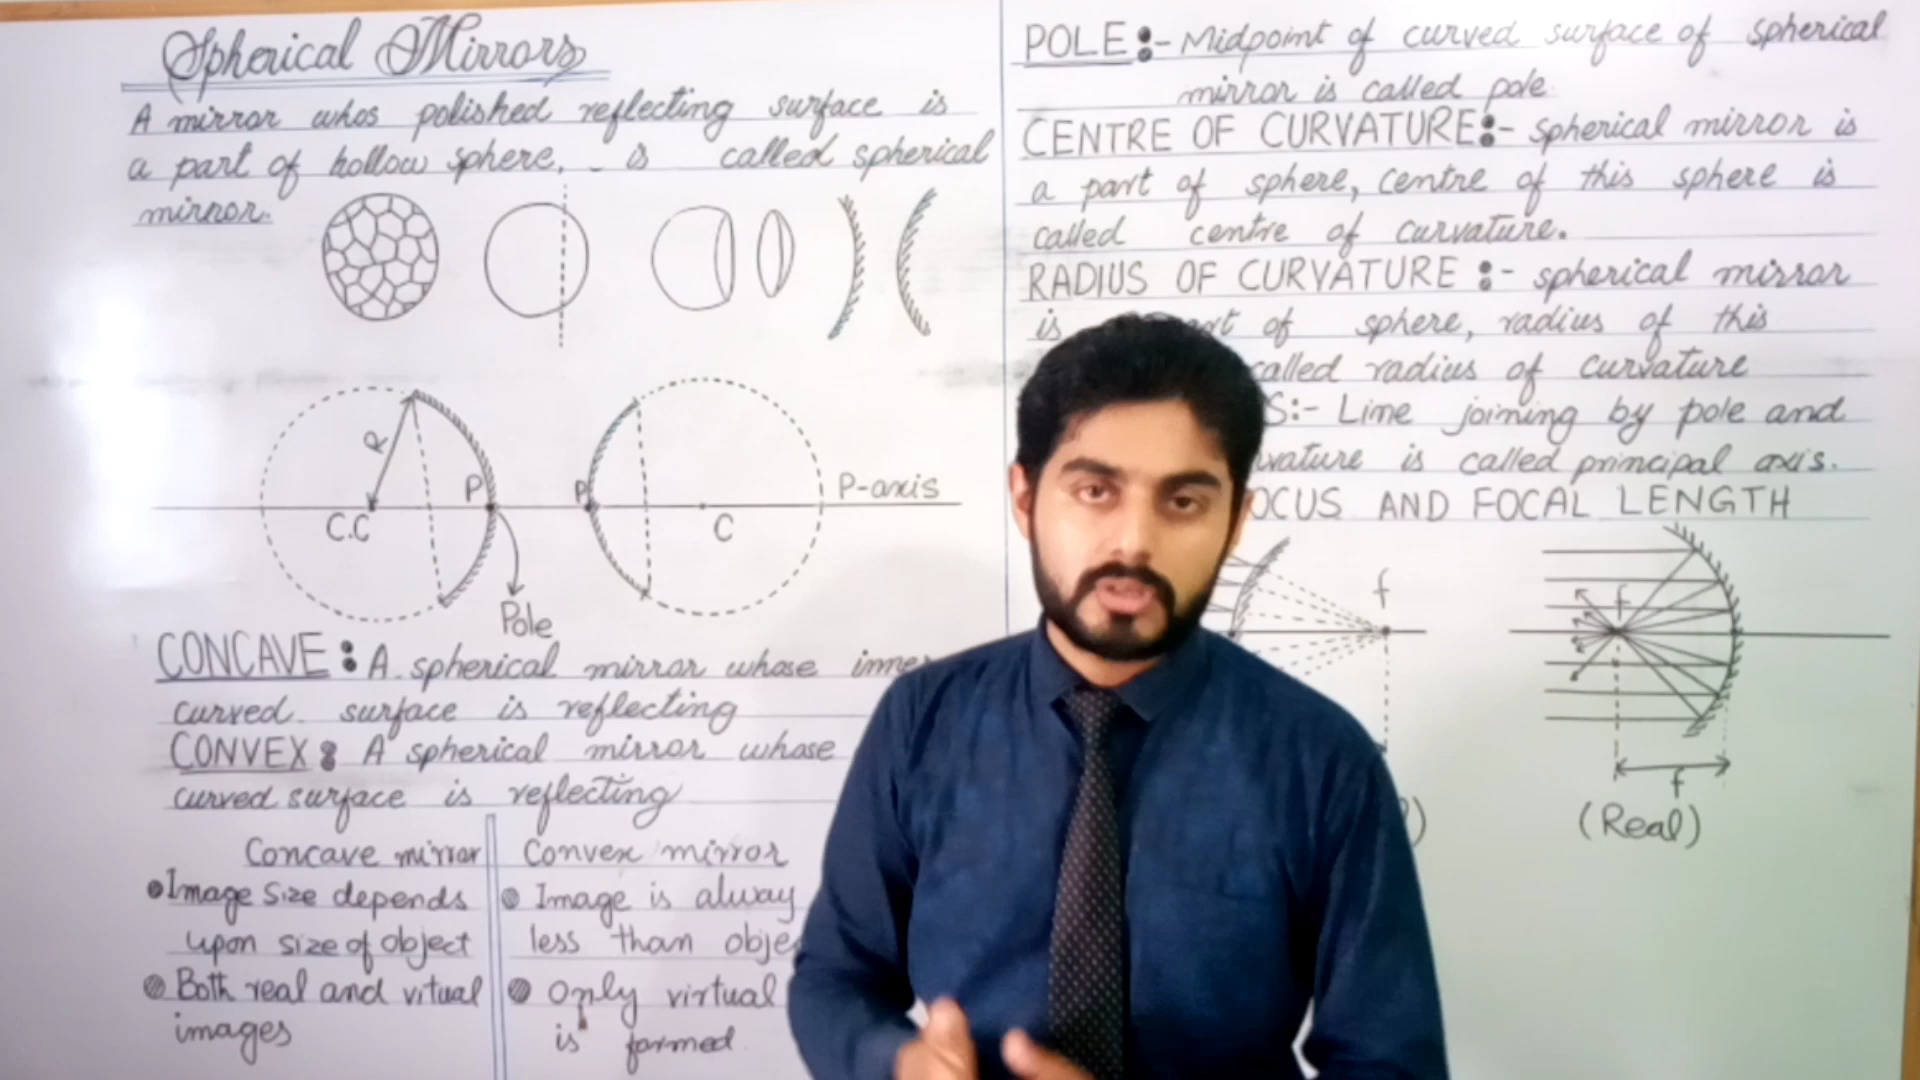 Spherical Mirrors
A mirror whos polished reflecting surface is
a part of hollow sphere, is called spherical
mirror.
R
P
C.C
Pole
P
C
P-axis
CONCAVE: A spherical mirror whose inner
curved surface is reflecting
CONVEX: A spherical mirror whose
curved surface is reflecting
Concave mirror
Image Size depends
upon size of object
Both real and vitual
images
Convex mirror
Image is alway
less than obje
Only virtual
is formed
POLE:- Midpoint of curved surface of spherical
mirror is called pole.
CENTRE OF CURVATURE:- spherical mirror is
a part of sphere, centre of this sphere is
called centre of curvature.
RADIUS OF CURVATURE:- spherical mirror
is of sphere, radius of this
called radius of curvature
S:- Line joining by pole and
vature is called principal axis.
OCUS AND FOCAL LENGTH
f
f
f
(Real)